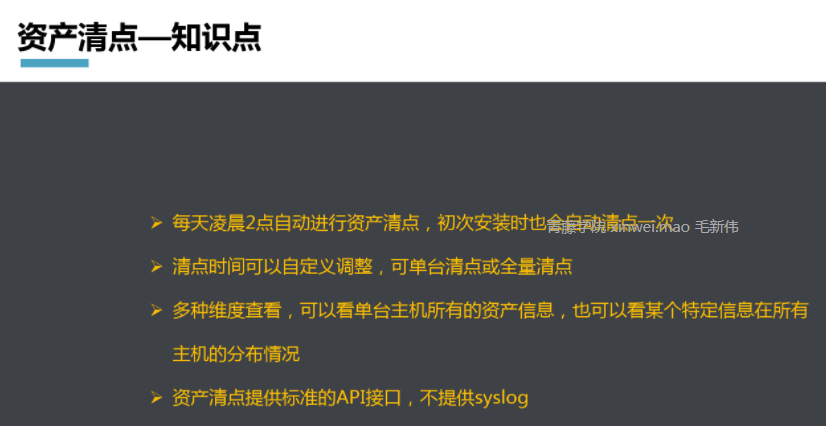 资产清点—知识点
每天凌晨2点自动进行资产清点，初次安装时也会自动清点一次
青藤学院 xinwei.mao 毛新伟
清点时间可以自定义调整，可单台清点或全量清点
多种维度查看，可以看单台主机所有的资产信息，也可以看某个特定信息在所有
主机的分布情况
资产清点提供标准的API接口，不提供syslog